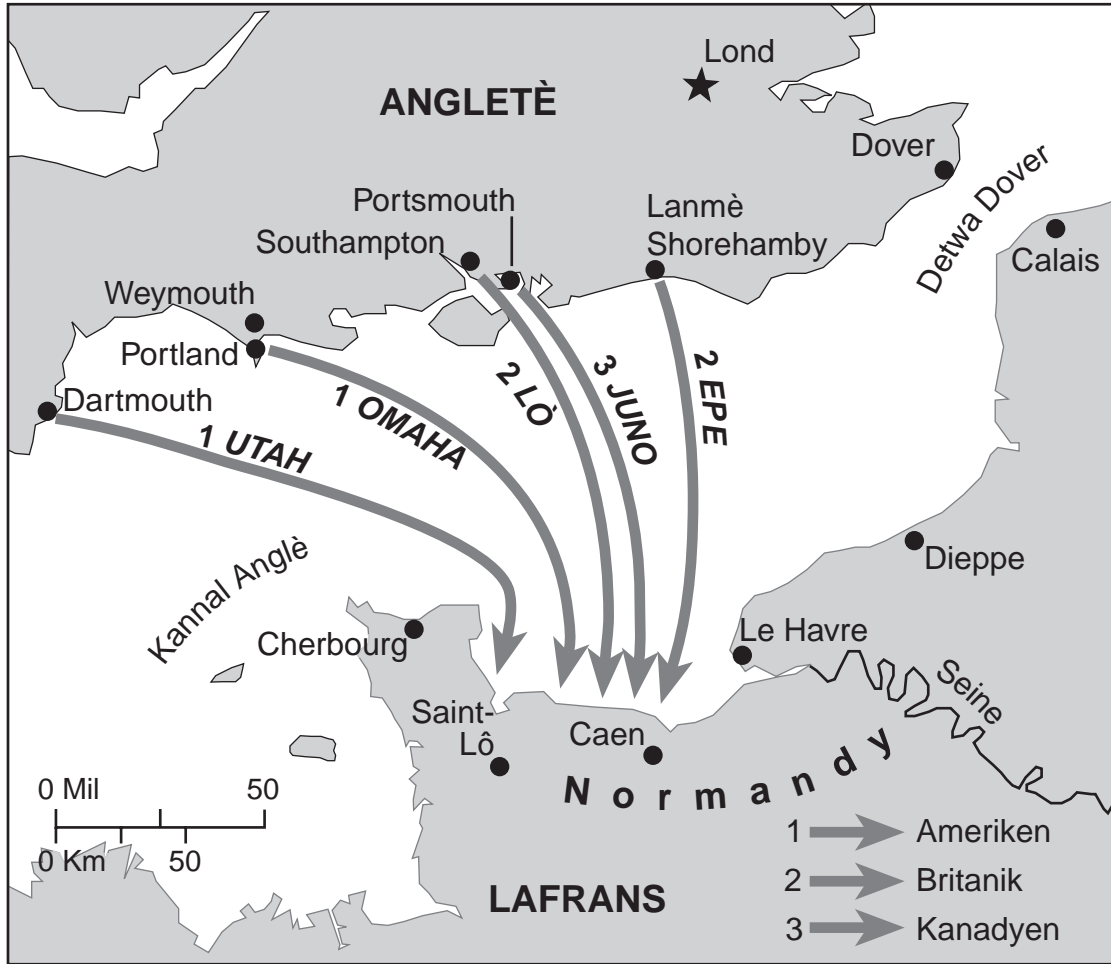 Lond
ANGLETÈ
Dover
Detwa Dover
Portsmouth
Lanmè
Shorehamby
Southampton
Calais
Weymouth
Portland
Dartmouth
1 UTAH
1 OMAHA
2 LÒ
3 JUNO
2 EPE
Kannal Anglè
Dieppe
Cherbourg
Le Havre
Seine
Saint-
Lô
Caen
Normandy
0 Mil 50
0 Km 50
LAFRANS
1 Ameriken
2 Britanik
3 Kanadyen